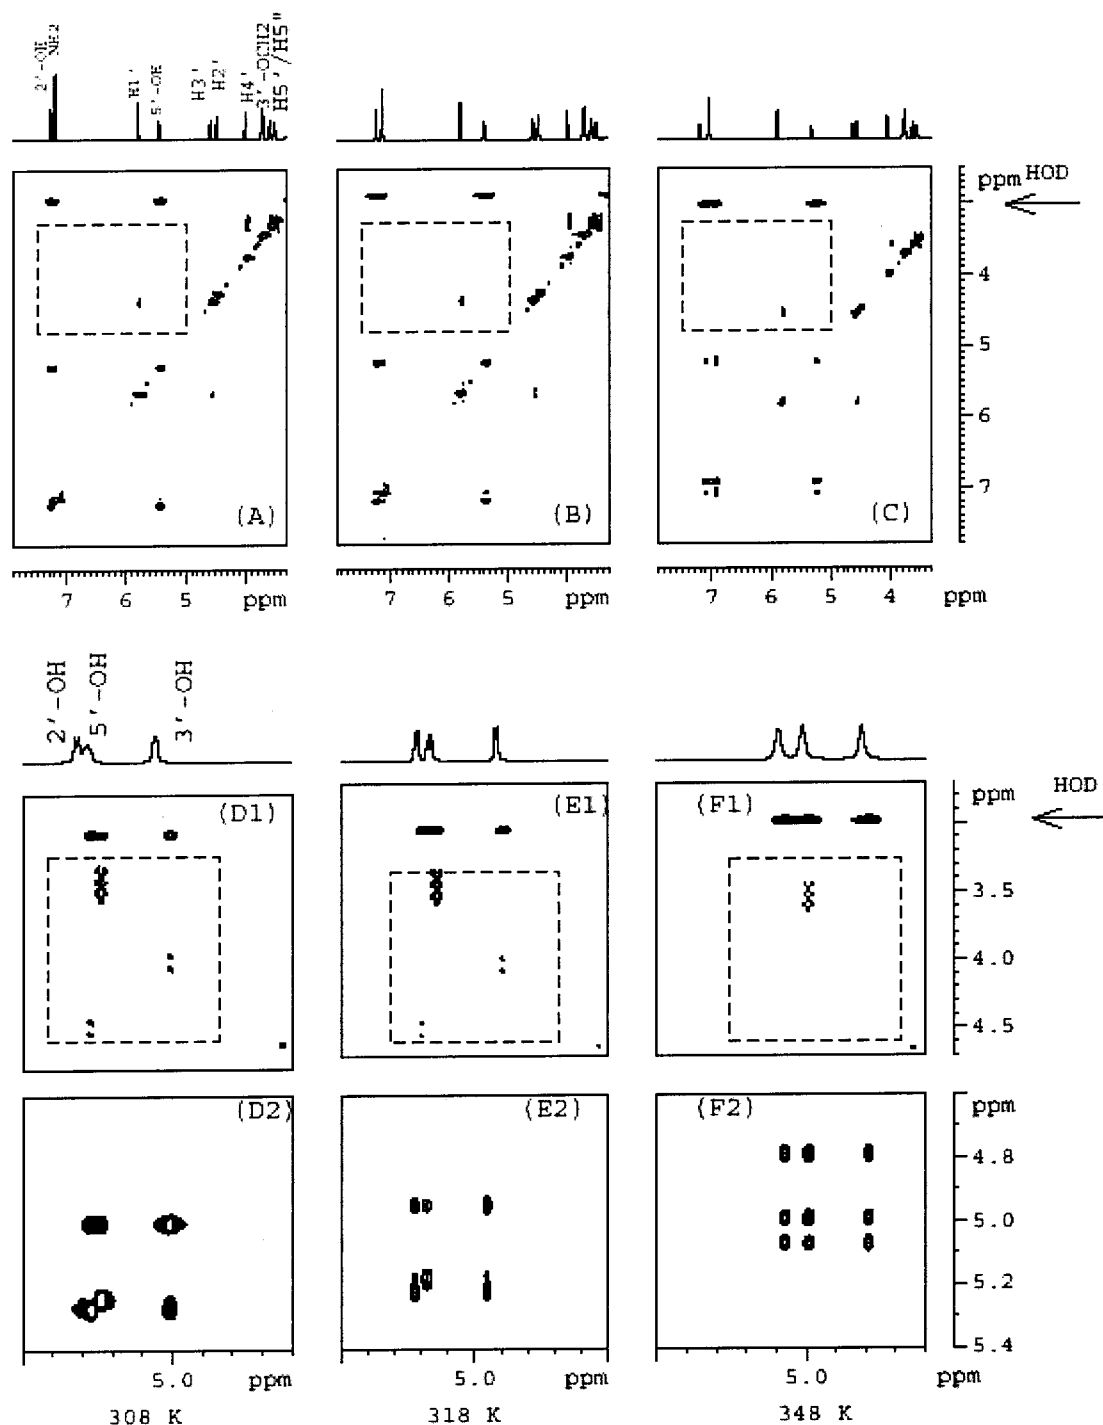 2'-OH
NH2
H1'
5'-OH
H3'
H2'
H4'
3'-OCH2
H5'/H5"
ppm HOD
4
5
6
7
(A)
(B)
(C)
7 6 5 ppm
7 6 5 ppm
7 6 5 4 ppm
2'-OH
5'-OH
3'-OH
(D1)
(E1)
(F1)
ppm
HOD
3.5
4.0
4.5
(D2)
(E2)
(F2)
ppm
4.8
5.0
5.2
5.4
5.0 ppm
5.0 ppm
5.0 ppm
308 K
318 K
348 K